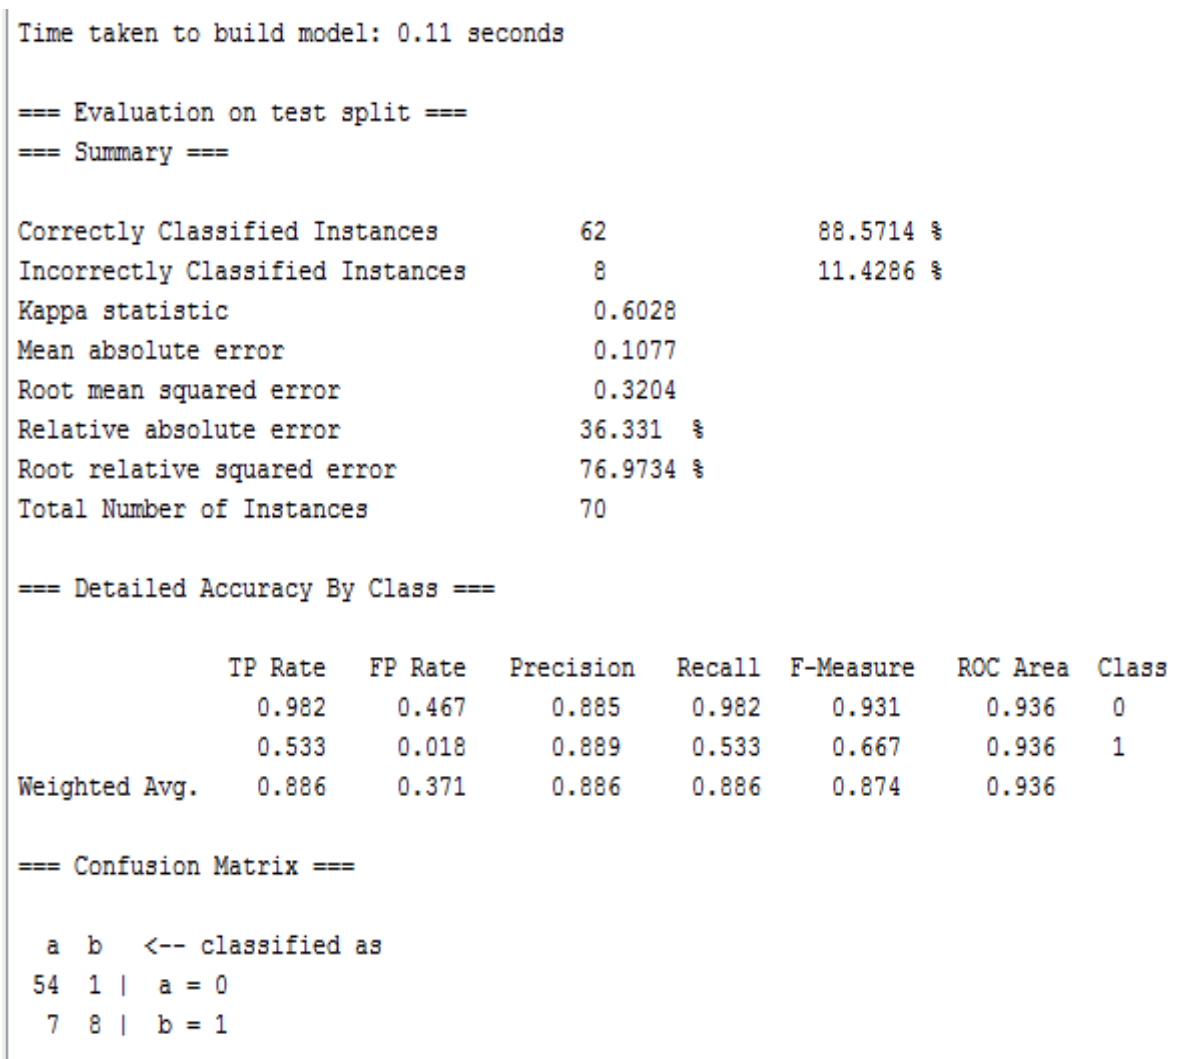 Time taken to build model: 0.11 seconds
=== Evaluation on test split ===
=== Summary ===
Correctly Classified Instances 62 88.5714 %
Incorrectly Classified Instances 8 11.4286 %
Kappa statistic 0.6028
Mean absolute error 0.1077
Root mean squared error 0.3204
Relative absolute error 36.331 %
Root relative squared error 76.9734 %
Total Number of Instances 70
=== Detailed Accuracy By Class ===
TP Rate FP Rate Precision Recall F-Measure ROC Area Class
0.982 0.467 0.885 0.982 0.931 0.936 0
0.533 0.018 0.889 0.533 0.667 0.936 1
Weighted Avg. 0.886 0.371 0.886 0.886 0.874 0.936
=== Confusion Matrix ===
a b <-- classified as
54 1 | a = 0
7 8 | b = 1